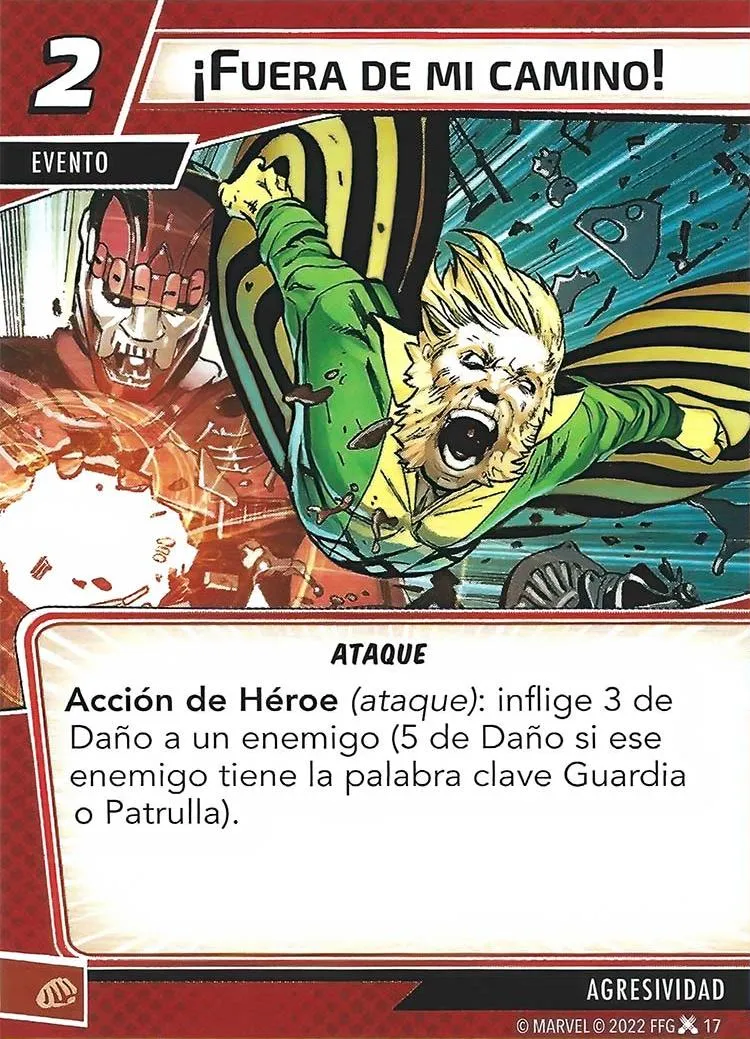 2
¡FUERA DE MI CAMINO!
EVENTO
ATAQUE
Acción de Héroe (ataque): inflige 3 de
Daño a un enemigo (5 de Daño si ese
enemigo tiene la palabra clave Guardia
o Patrulla).
AGRESIVIDAD
© MARVEL © 2022 FFG 17